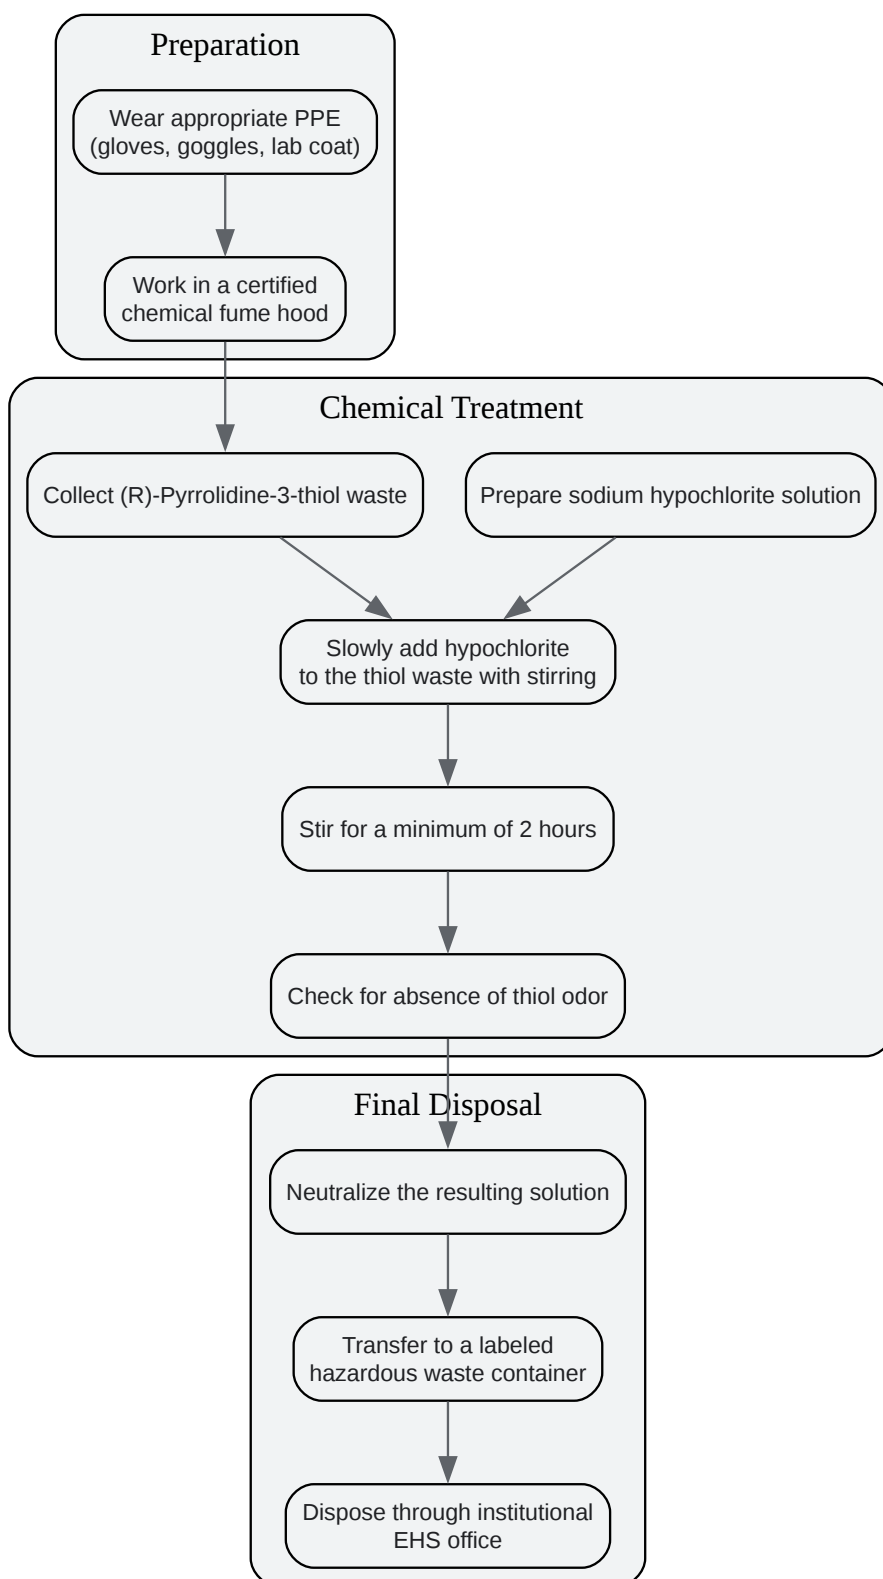 Preparation
Wear appropriate PPE
(gloves, goggles, lab coat)
Work in a certified
chemical fume hood
Chemical Treatment
Collect (R)-Pyrrolidine-3-thiol waste
Prepare sodium hypochlorite solution
Slowly add hypochlorite
to the thiol waste with stirring
Stir for a minimum of 2 hours
Check for absence of thiol odor
Final Disposal
Neutralize the resulting solution
Transfer to a labeled
hazardous waste container
Dispose through institutional
EHS office